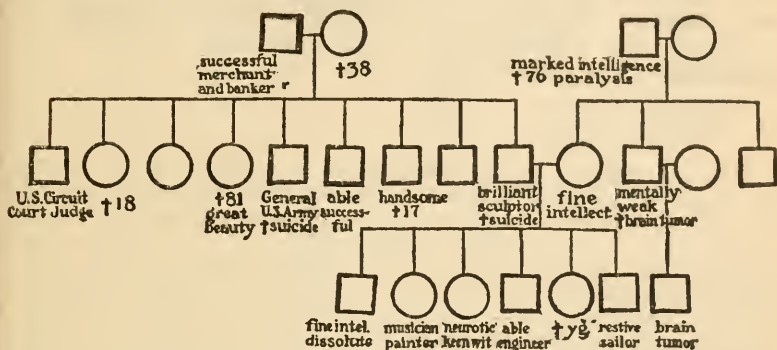 successful
merchant
and banker
†38
marked intelligence
†76 paralysis
U.S. Circuit
Court Judge
†18
†81
great
Beauty
General
U.S. Army
†suicide
able
success-
ful
handsome
†17
brilliant
sculptor
†suicide
fine
intellect
mentally
weak
†brain tumor
fine intel.
dissolute
musician
painter
neurotic
keen wit
able
engineer
†yg.
restive
sailor
brain
tumor